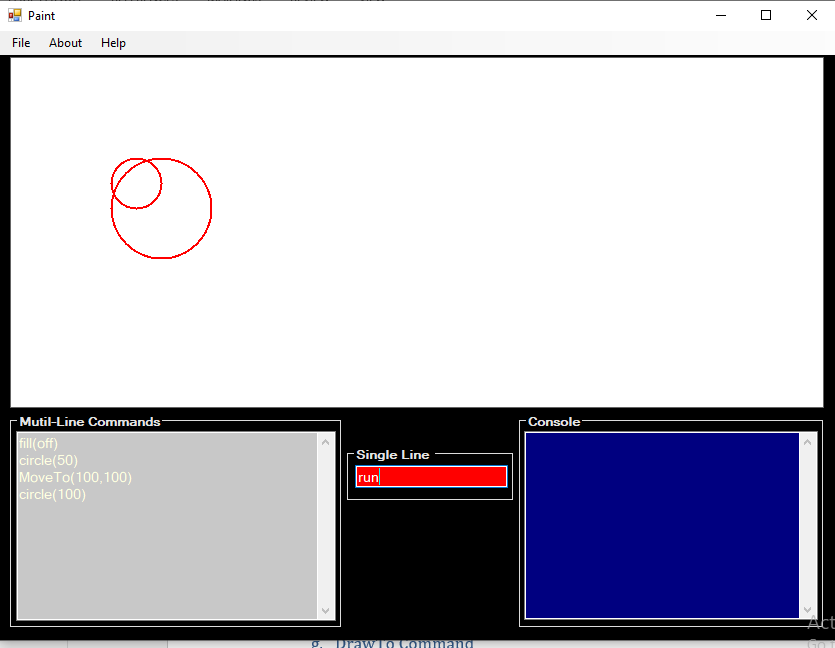 Paint
File About Help
Mutil-Line Commands
fill(off)
circle(50)
MoveTo(100,100)
circle(100)
Single Line
run
Console
Act
g. DrawTo Command